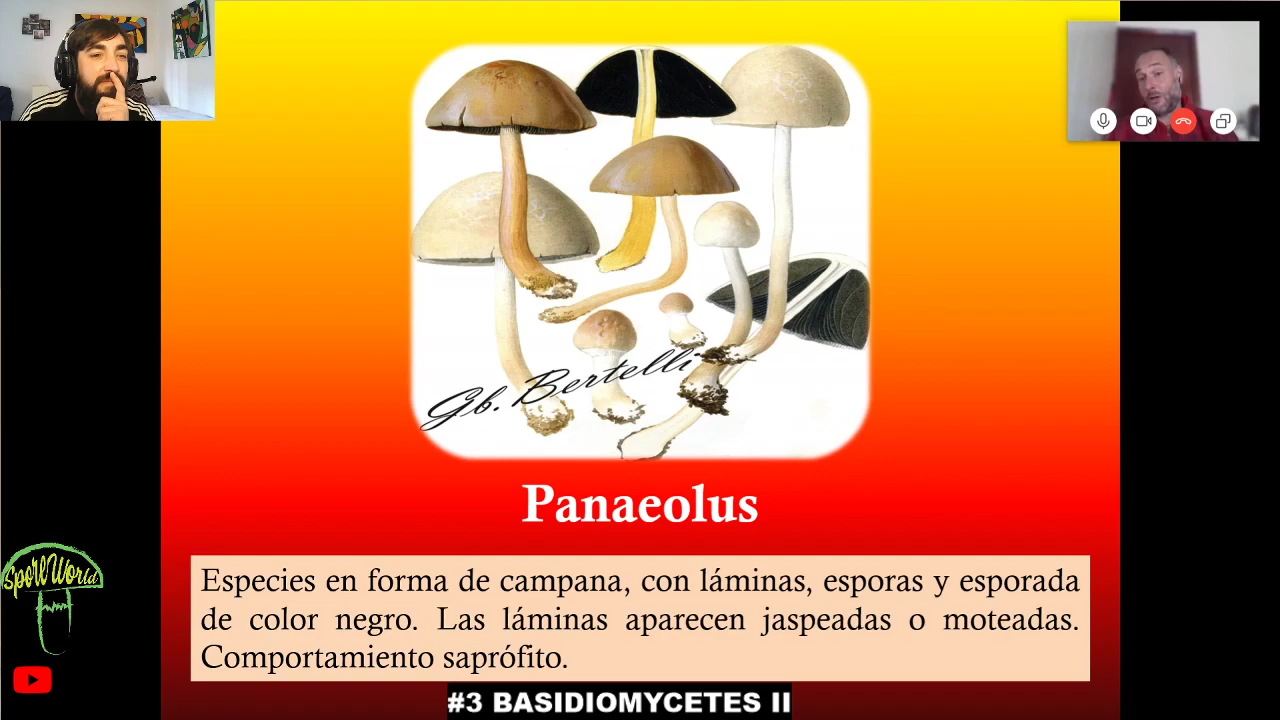 Gb. Bertelli
Panaeolus
Especies en forma de campana, con láminas, esporas y esporada
de color negro. Las láminas aparecen jaspeadas o moteadas.
Comportamiento saprófito.
SporeWorld
#3 BASIDIOMYCETES II